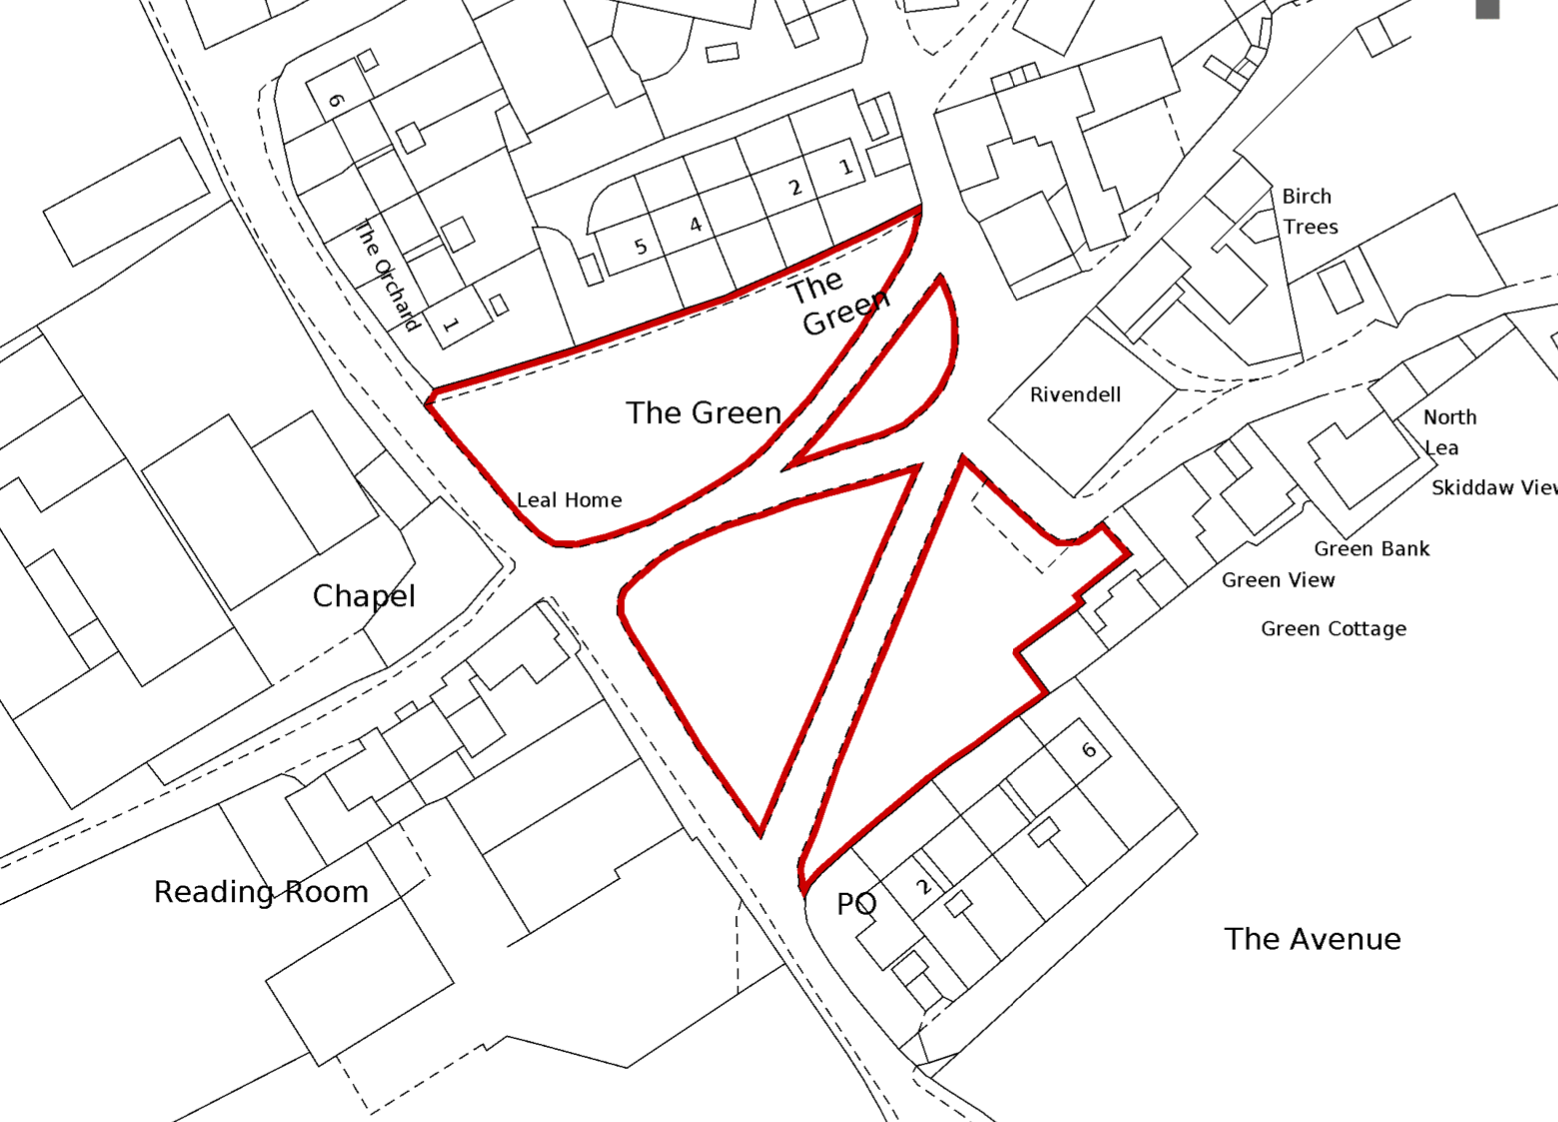 6
Birch
Trees
1
2
4
5
The Orchard
The
Green
1
Rivendell
The Green
North
Lea
Skiddaw View
Leal Home
Green Bank
Green View
Chapel
Green Cottage
6
2
Reading Room
PO
The Avenue